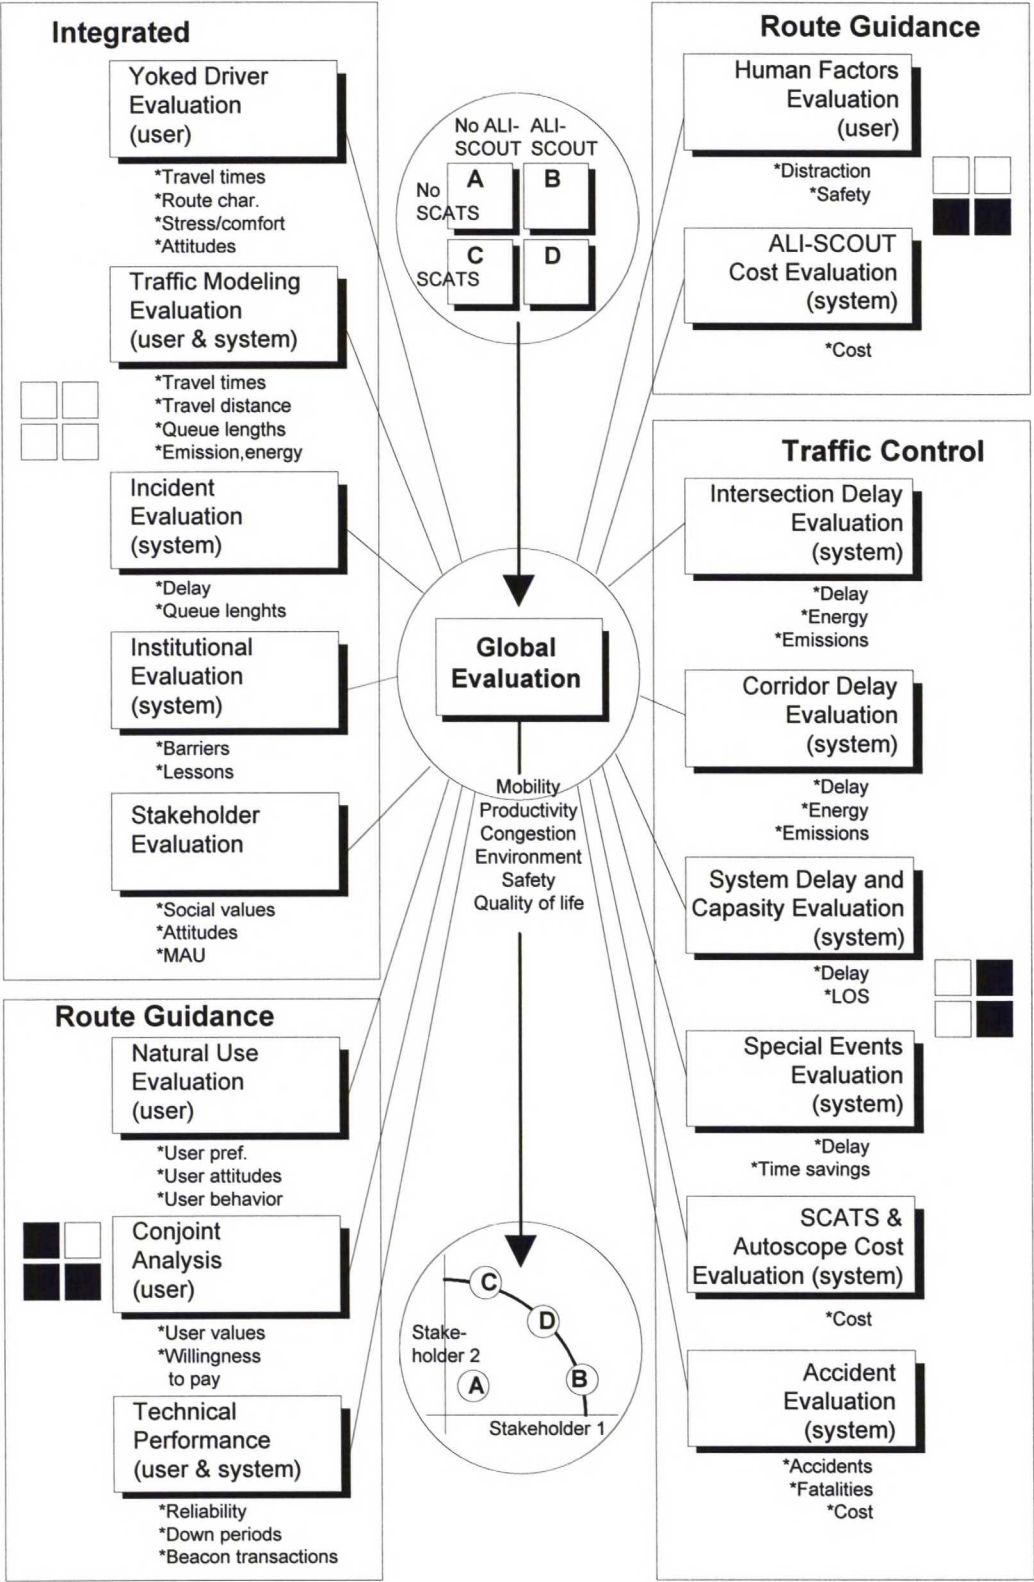 Integrated
Yoked Driver
Evaluation
(user)
*Travel times
*Route char.
*Stress/comfort
*Attitudes
Traffic Modeling
Evaluation
(user & system)
*Travel times
*Travel distance
*Queue lengths
*Emission,energy
Incident
Evaluation
(system)
*Delay
*Queue lenghts
Institutional
Evaluation
(system)
*Barriers
*Lessons
Stakeholder
Evaluation
*Social values
*Attitudes
*MAU
Route Guidance
Natural Use
Evaluation
(user)
*User pref.
*User attitudes
*User behavior
Conjoint
Analysis
(user)
*User values
*Willingness
to pay
Technical
Performance
(user & system)
*Reliability
*Down periods
*Beacon transactions
No ALI-
SCOUT
ALI-
SCOUT
No
SCATS
A
B
SCATS
C
D
Global
Evaluation
Mobility
Productivity
Congestion
Environment
Safety
Quality of life
C
D
Stake-
holder 2
A
B
Stakeholder 1
Route Guidance
Human Factors
Evaluation
(user)
*Distraction
*Safety
ALI-SCOUT
Cost Evaluation
(system)
*Cost
Traffic Control
Intersection Delay
Evaluation
(system)
*Delay
*Energy
*Emissions
Corridor Delay
Evaluation
(system)
*Delay
*Energy
*Emissions
System Delay and
Capasity Evaluation
(system)
*Delay
*LOS
Special Events
Evaluation
(system)
*Delay
*Time savings
SCATS &
Autoscope Cost
Evaluation (system)
*Cost
Accident
Evaluation
(system)
*Accidents
*Fatalities
*Cost